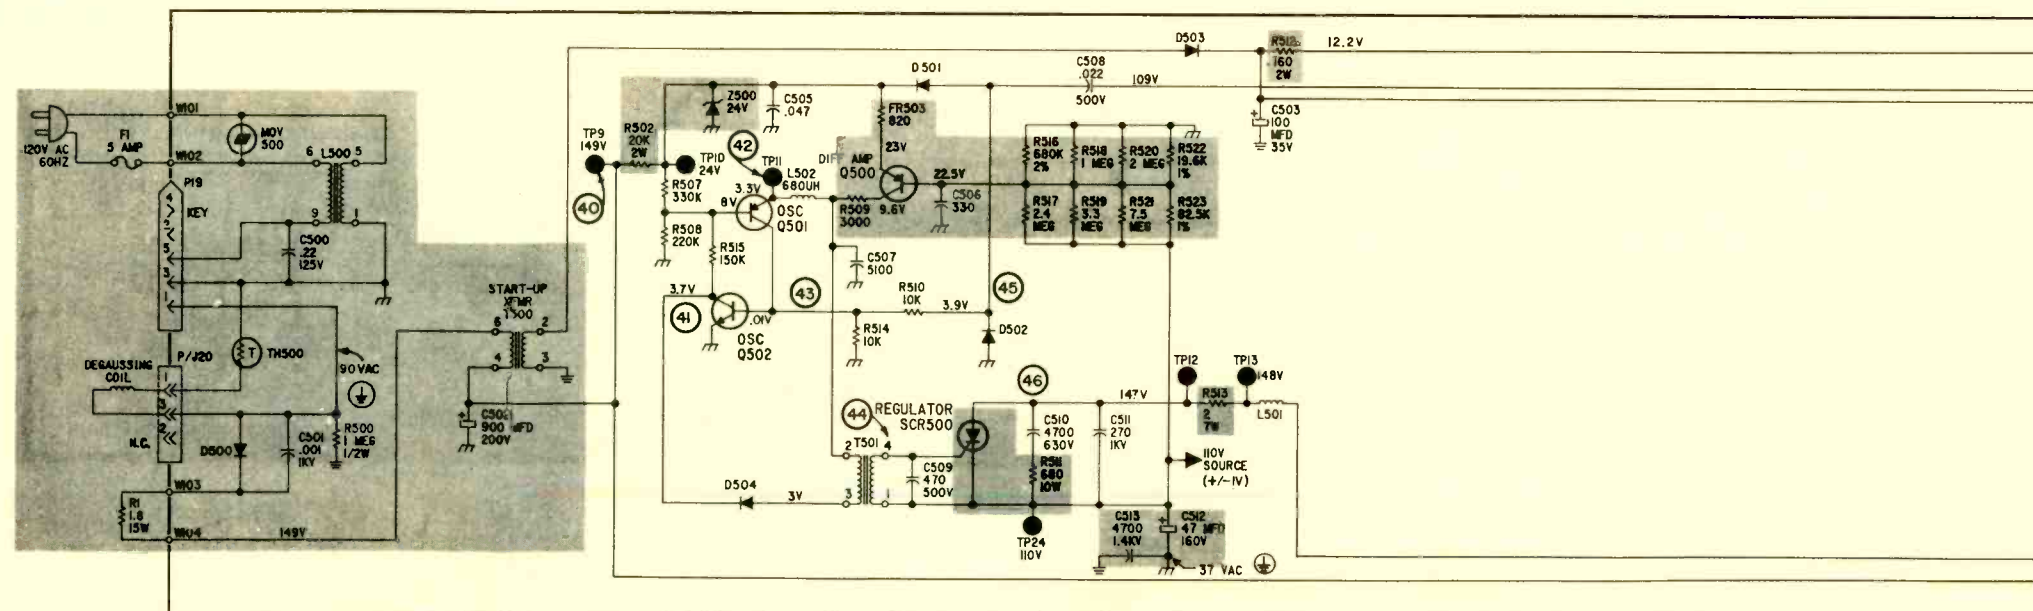 120V AC
60HZ
F1
5 AMP
W101
W102
MOV
500
6 L500 5
9 1
P19
KEY
4
2
5
3
1
C500
.22
125V
TH500
T
P/J20
DEGAUSSING
COIL
1
3
2
N.C.
90VAC
D500
C501
.001
1KV
R500
1 MEG
1/2W
W103
W104
R1
1.8
15W
149V
START-UP
XFMR
T500
6 2
4 3
C502
900 MFD
200V
TP9
149V
40
R502
20K
2W
TP10
24V
Z500
24V
C505
.047
42
TP11
L502
680UH
R507
330K
R508
220K
R515
150K
3.3V
8V
OSC
Q501
3.7V
41
.01V
OSC
Q502
43
D501
FR503
820
23V
DIFF AMP
Q500
22.5V
9.6V
R509
3000
C506
330
C507
5100
R510
10K
3.9V
45
R514
10K
D502
D503
C508
.022
500V
109V
R512
160
2W
12.2V
C503
100
MFD
35V
R516
680K
2%
R518
1 MEG
R520
2 MEG
R522
19.6K
1%
R517
2.4
MEG
R519
3.3
MEG
R521
7.5
MEG
R523
82.5K
1%
D504
3V
2 T501 4
3 1
44
REGULATOR
SCR500
C509
470
500V
46
C510
4700
630V
R511
680
10W
C511
270
1KV
147V
TP12
R513
2
7W
TP13
148V
L501
110V
SOURCE
(+/-1V)
TP24
110V
C513
4700
1.4KV
C512
47 MFD
160V
37 VAC